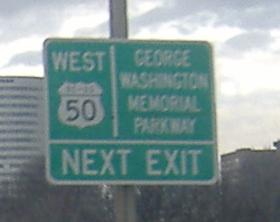 WEST
50
GEORGE
WASHINGTON
MEMORIAL
PARKWAY
NEXT EXIT